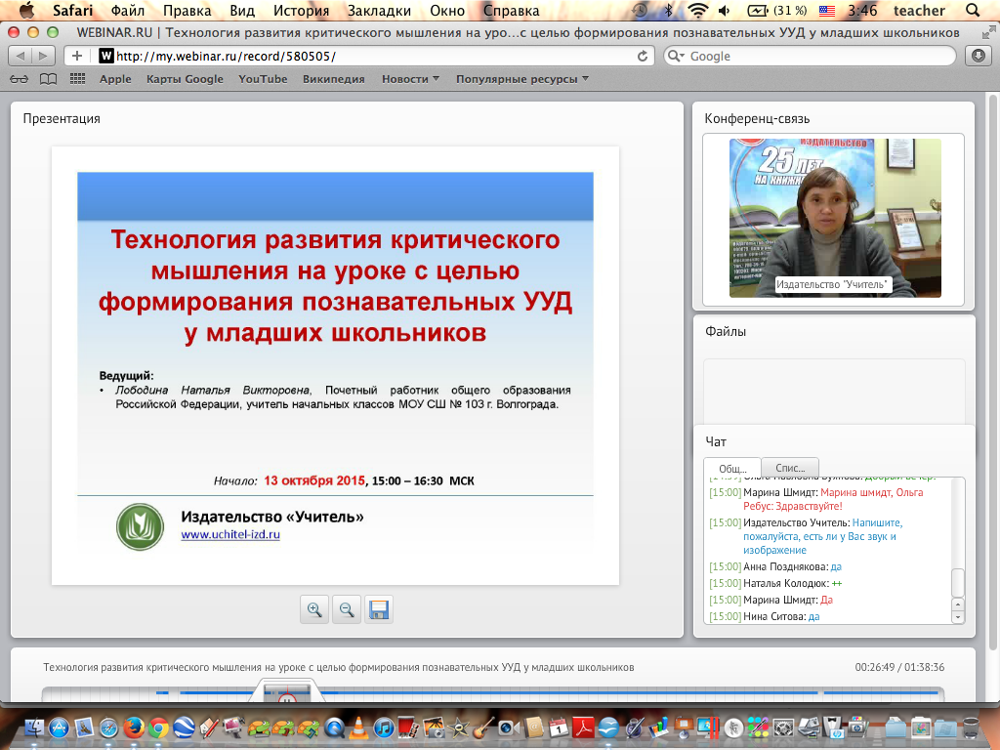 Safari Файл Правка Вид История Закладки Окно Справка (31 %) 3:46 teacher
WEBINAR.RU | Технология развития критического мышления на уро...с целью формирования познавательных УУД у младших школьников
http://my.webinar.ru/record/580505/ Google
Apple Карты Google YouTube Википедия Новости Популярные ресурсы
Презентация
Технология развития критического
мышления на уроке с целью
формирования познавательных УУД
у младших школьников
Ведущий:
• Лободина Наталья Викторовна, Почетный работник общего образования
Российской Федерации, учитель начальных классов МОУ СШ № 103 г. Волгограда.
Начало: 13 октября 2015, 15:00 – 16:30 МСК
Издательство «Учитель»
www.uchitel-izd.ru
Конференц-связь
ИЗДАТЕЛЬСТВО
25 ЛЕТ
НА КНИЖН
Издательство "Учитель"
Файлы
Чат
Общ... Спис...
[15:00] Марина Шмидт: Марина шмидт, Ольга
Ребус: Здравствуйте!
[15:00] Издательство Учитель: Напишите,
пожалуйста, есть ли у Вас звук и
изображение
[15:00] Анна Позднякова: да
[15:00] Наталья Колодюк: ++
[15:00] Марина Шмидт: Да
[15:00] Нина Ситова: да
Технология развития критического мышления на уроке с целью формирования познавательных УУД у младших школьников 00:26:49 / 01:38:36